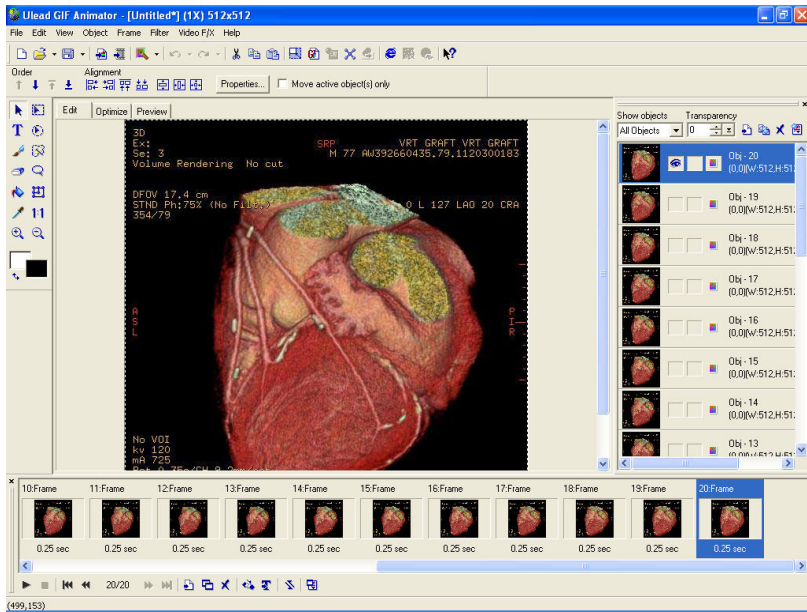 Ulead GIF Animator - [Untitled*] (1X) 512x512
File Edit View Object Frame Filter Video F/X Help
Order Alignment
Properties... Move active object(s) only
Edit Optimize Preview
3D
Ex:
Se: 3
Volume Rendering No cut
SRP VRT GRAFT VRT GRAFT
M 77 AW392660435.79.1120300183
DFOV 17.4 cm
STND Ph:75% (No Filt.) 0 L 127 LAO 20 CRA
354/79
A
S
L
P
I
R
No VOI
kv 120
mA 725
Show objects Transparency
All Objects 0
Obj - 20
(0,0)(W:512,H:51
Obj - 19
(0,0)(W:512,H:51
Obj - 18
(0,0)(W:512,H:51
Obj - 17
(0,0)(W:512,H:51
Obj - 16
(0,0)(W:512,H:51
Obj - 15
(0,0)(W:512,H:51
Obj - 14
(0,0)(W:512,H:51
Obj - 13
(0,0)(W:512,H:51
T
1:1
10:Frame 11:Frame 12:Frame 13:Frame 14:Frame 15:Frame 16:Frame 17:Frame 18:Frame 19:Frame 20:Frame
0.25 sec 0.25 sec 0.25 sec 0.25 sec 0.25 sec 0.25 sec 0.25 sec 0.25 sec 0.25 sec 0.25 sec 0.25 sec
20/20
(499,153)